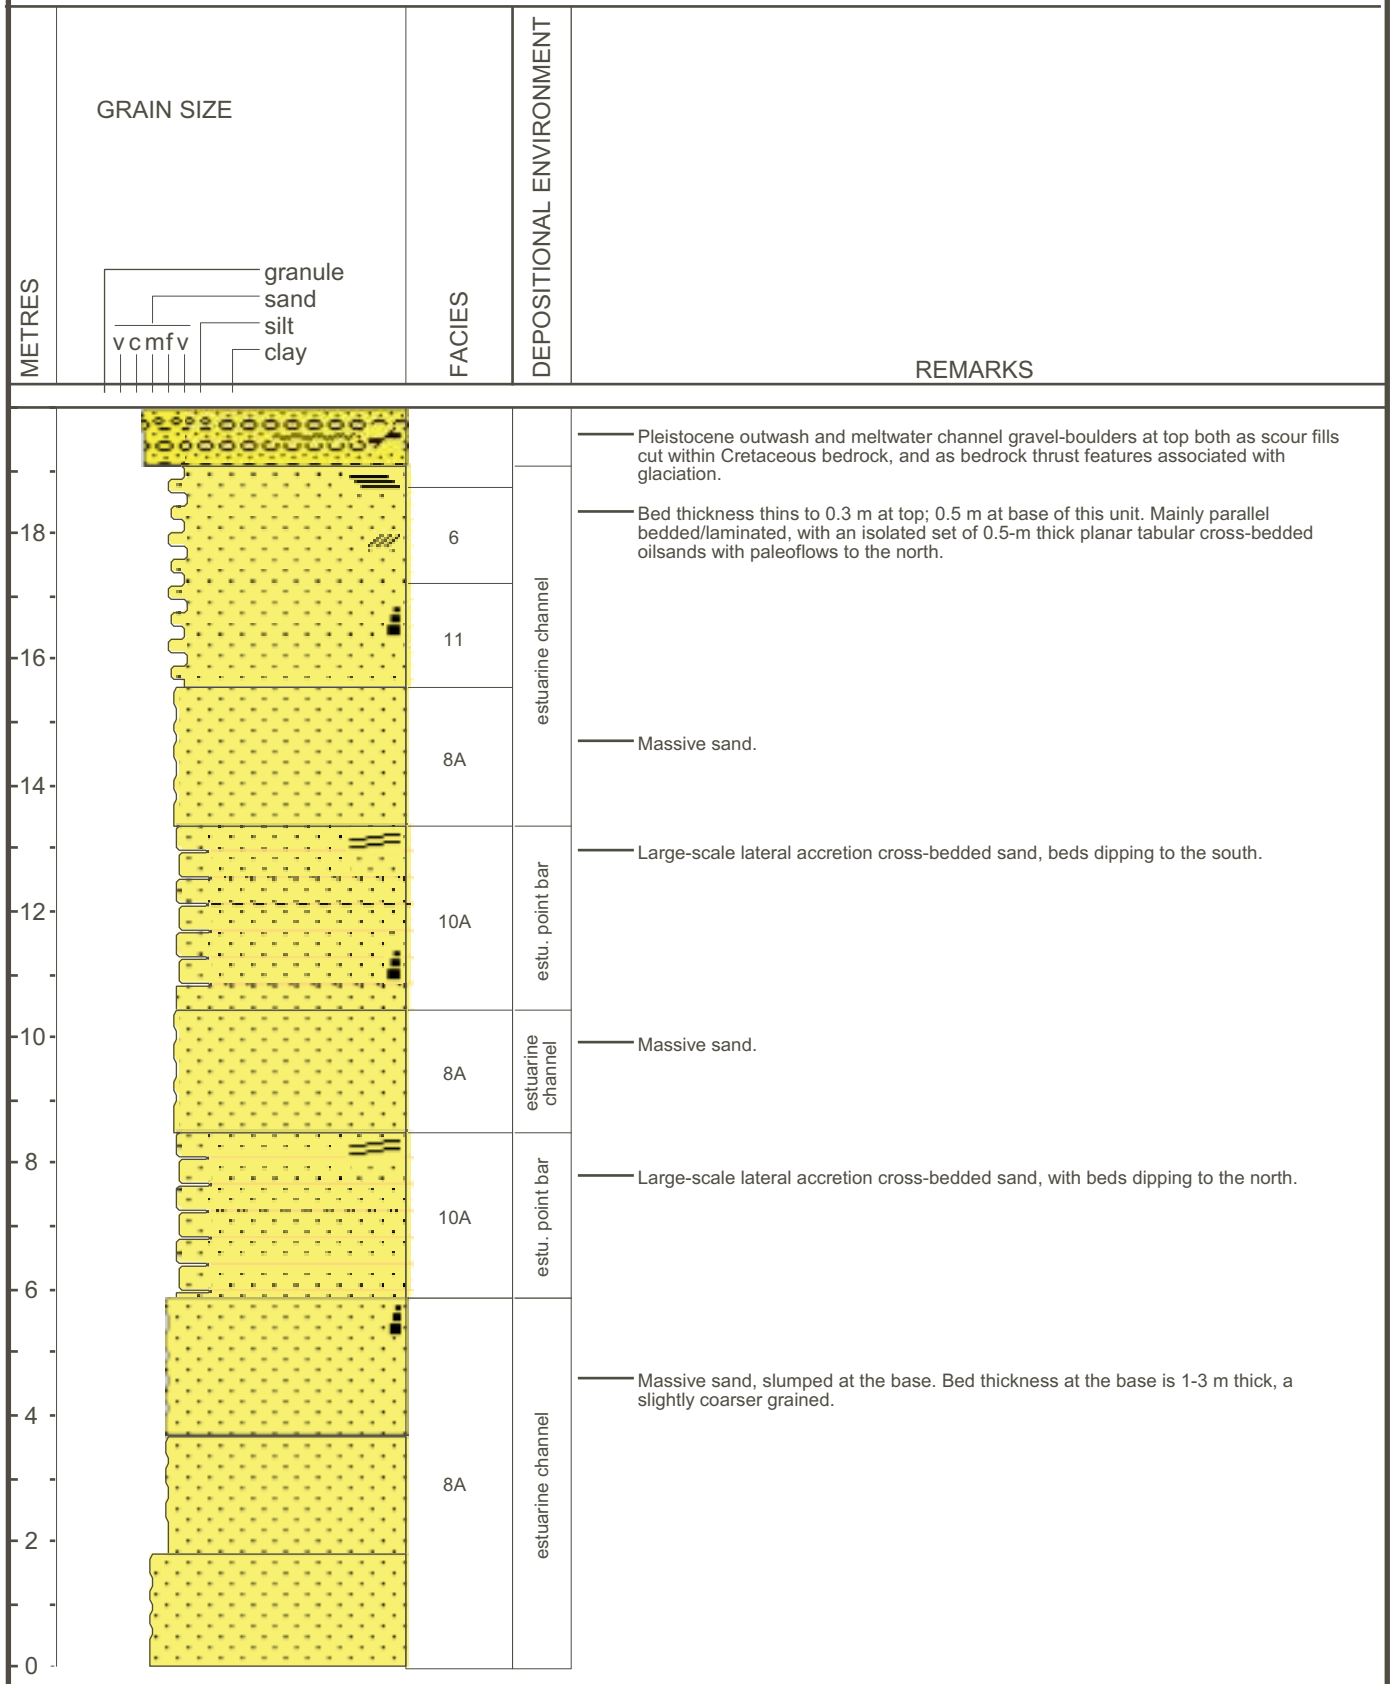 GRAIN SIZE
granule
sand
silt
clay
v c m f v
METRES
FACIES
DEPOSITIONAL ENVIRONMENT
REMARKS
Pleistocene outwash and meltwater channel gravel-boulders at top both as scour fills
cut within Cretaceous bedrock, and as bedrock thrust features associated with
glaciation.
18
6
Bed thickness thins to 0.3 m at top; 0.5 m at base of this unit. Mainly parallel
bedded/laminated, with an isolated set of 0.5-m thick planar tabular cross-bedded
oilsands with paleoflows to the north.
estuarine channel
16
11
14
8A
Massive sand.
12
10A
estu. point bar
Large-scale lateral accretion cross-bedded sand, beds dipping to the south.
10
8A
estuarine
channel
Massive sand.
8
10A
estu. point bar
Large-scale lateral accretion cross-bedded sand, with beds dipping to the north.
6
4
Massive sand, slumped at the base. Bed thickness at the base is 1-3 m thick, a
slightly coarser grained.
8A
estuarine channel
2
0